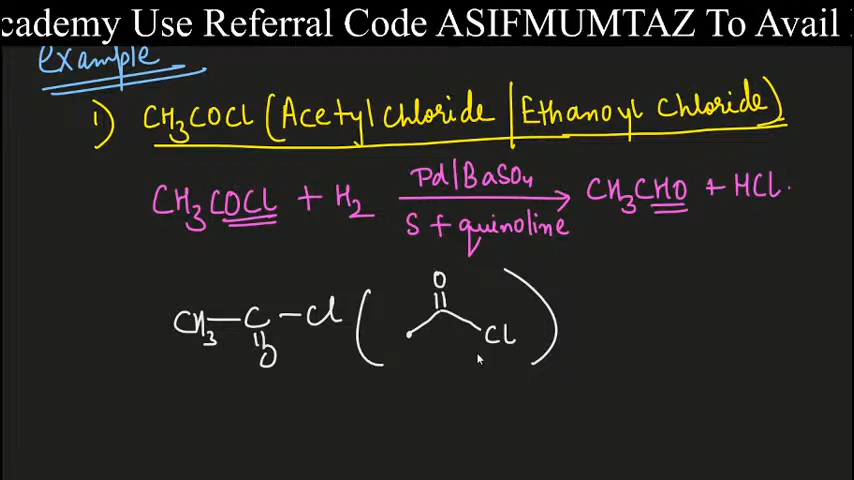 cademy Use Referral Code ASIFMUMTAZ To Avail
example
1) CH3COCl (Acetyl chloride | Ethanoyl chloride)
CH3COCl + H2 Pd/BaSO4 CH3CHO + HCl.
S + quinoline
O
CH3 C Cl ( Cl )
O